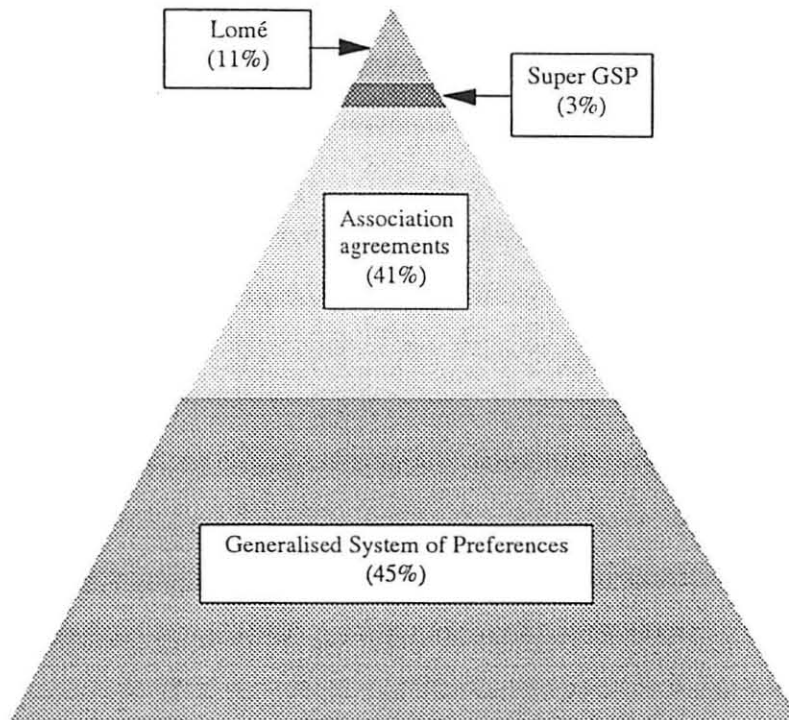 Lomé
(11%)
Super GSP
(3%)
Association
agreements
(41%)
Generalised System of Preferences
(45%)